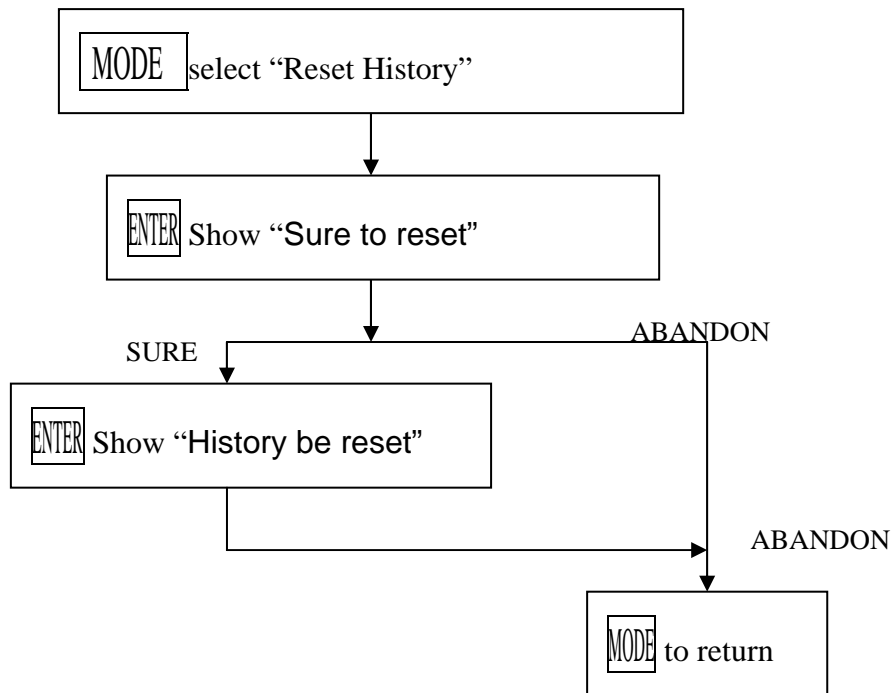 MODE select “Reset History”
ENTER Show “Sure to reset”
SURE
ABANDON
ENTER Show “History be reset”
ABANDON
MODE to return